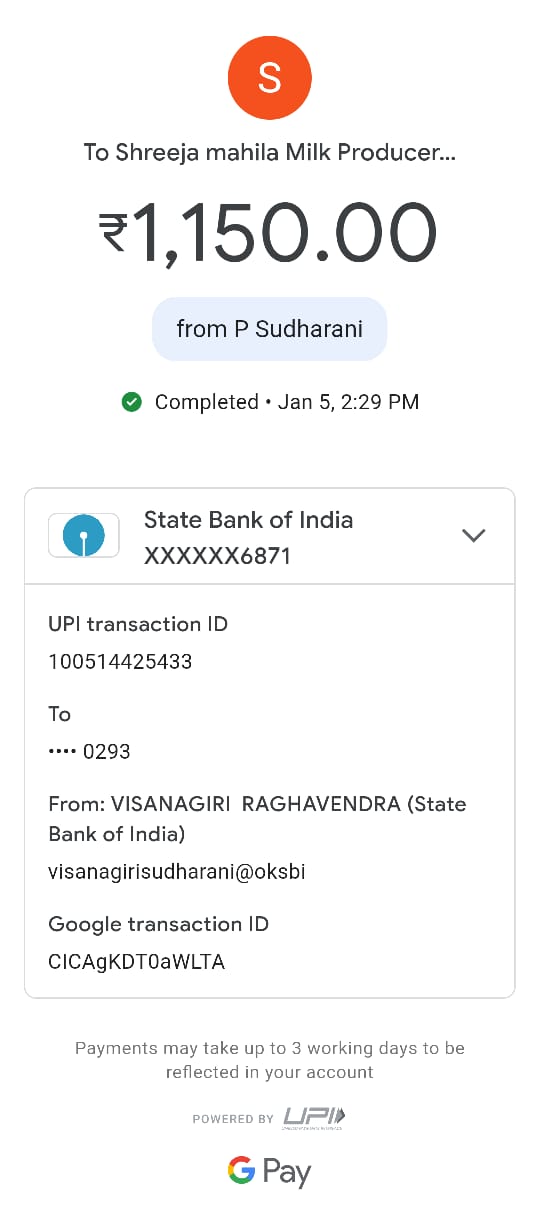 S
To Shreeja mahila Milk Producer...
₹1,150.00
from P Sudharani
Completed • Jan 5, 2:29 PM
State Bank of India
XXXXXX6871
UPI transaction ID
100514425433
To
•••• 0293
From: VISANAGIRI RAGHAVENDRA (State
Bank of India)
visanagirisudharani@oksbi
Google transaction ID
CICAgKDT0aWLTA
Payments may take up to 3 working days to be
reflected in your account
POWERED BY UPI
G Pay